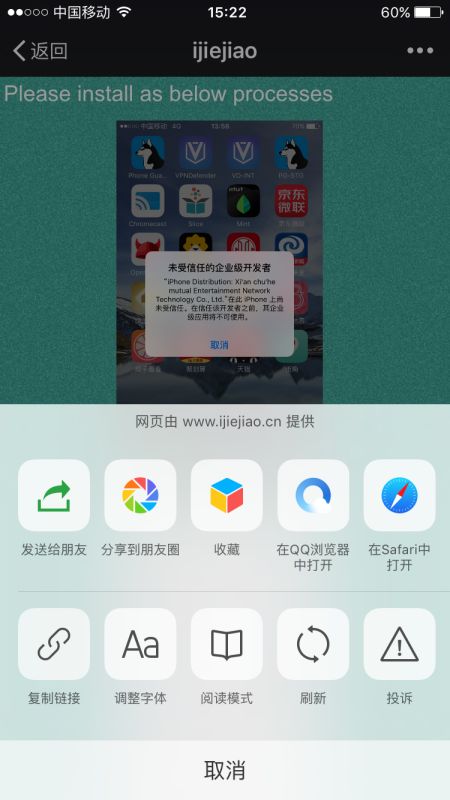 中国移动 15:22 60%
返回 ijiejiao
Please install as below processes
中国移动 4G 13:56 70%
Phone Gua... VPNDefender VD-INT PG-STG
Chromecast Slice Mint
京东
微联
未受信任的企业级开发者
“iPhone Distribution: Xi'an chu'he
mutual Entertainment Network
Technology Co., Ltd.”在此 iPhone 上尚
未受信任。在信任该开发者之前，其企业
级应用将不可使用。
取消
天猫
网页由 www.ijiejiao.cn 提供
发送给朋友 分享到朋友圈 收藏 在QQ浏览器 在Safari中
中打开 打开
复制链接 调整字体 阅读模式 刷新 投诉
Aa
取消